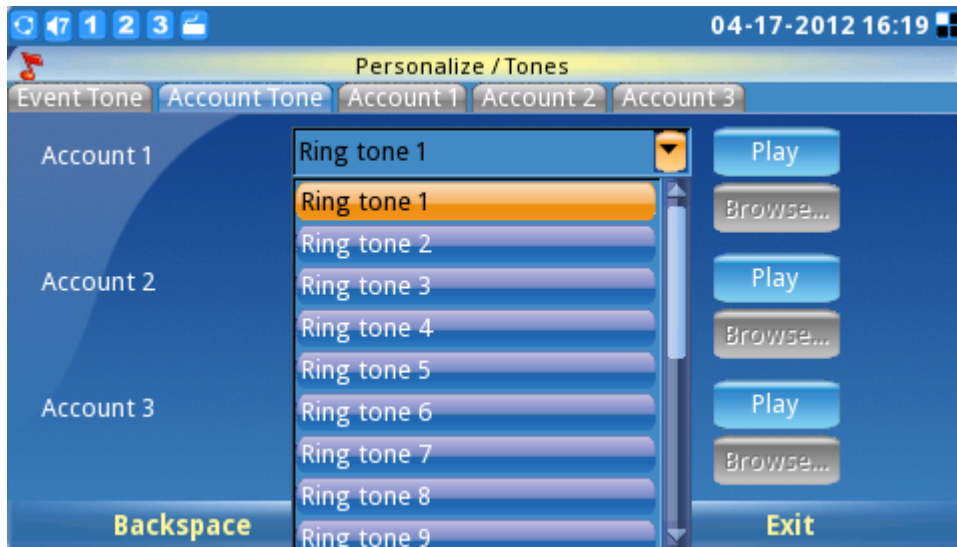 7 1 2 3 04-17-2012 16:19
Personalize / Tones
Event Tone Account Tone Account 1 Account 2 Account 3
Account 1 Ring tone 1 Play
Ring tone 1 Browse...
Ring tone 2
Account 2 Ring tone 3 Play
Ring tone 4 Browse...
Ring tone 5
Account 3 Ring tone 6 Play
Ring tone 7 Browse...
Ring tone 8
Backspace Ring tone 9 Exit